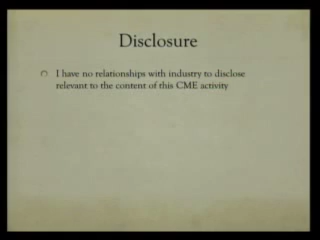 Disclosure
I have no relationships with industry to disclose
relevant to the content of this CME activity